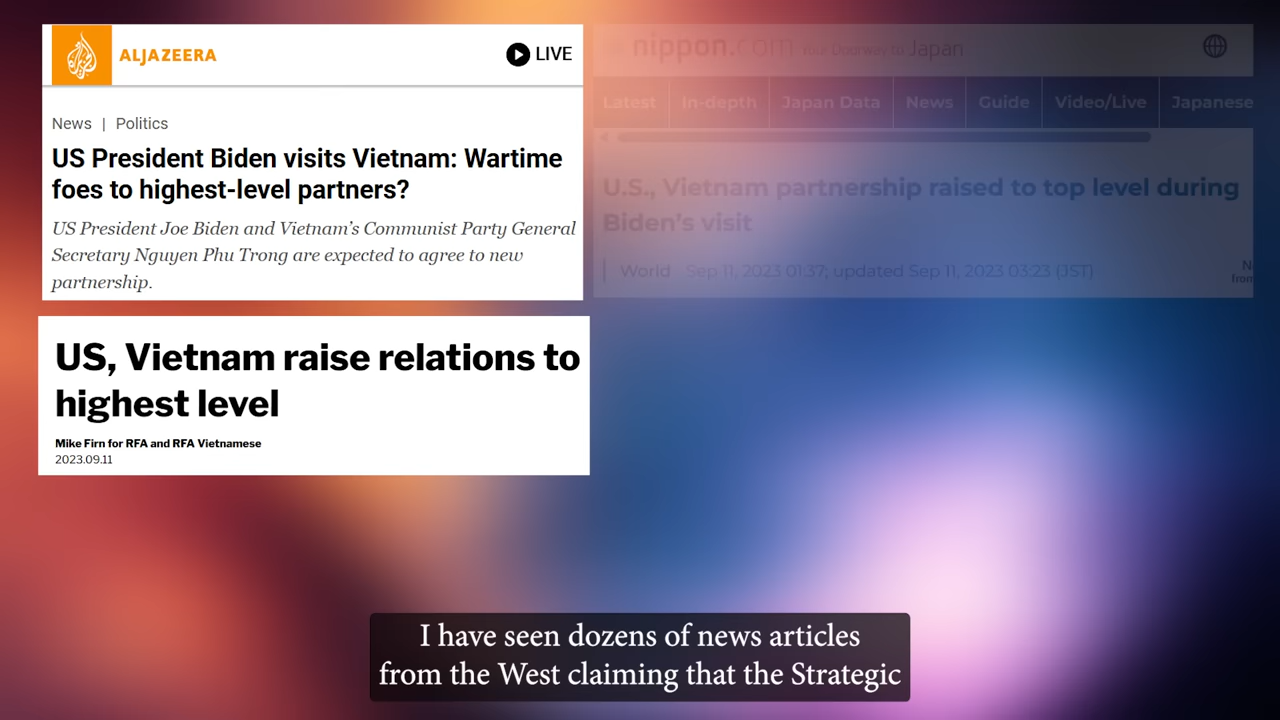 ALJAZEERA
LIVE
News | Politics
US President Biden visits Vietnam: Wartime
foes to highest-level partners?
US President Joe Biden and Vietnam's Communist Party General
Secretary Nguyen Phu Trong are expected to agree to new
partnership.
nippon.com Your Doorway to Japan
Latest In-depth Japan Data News Guide Video/Live Japanese
U.S., Vietnam partnership raised to top level during
Biden's visit
World Sep 11, 2023 01:37; updated Sep 11, 2023 03:23 (JST)
US, Vietnam raise relations to
highest level
Mike Firn for RFA and RFA Vietnamese
2023.09.11
I have seen dozens of news articles
from the West claiming that the Strategic